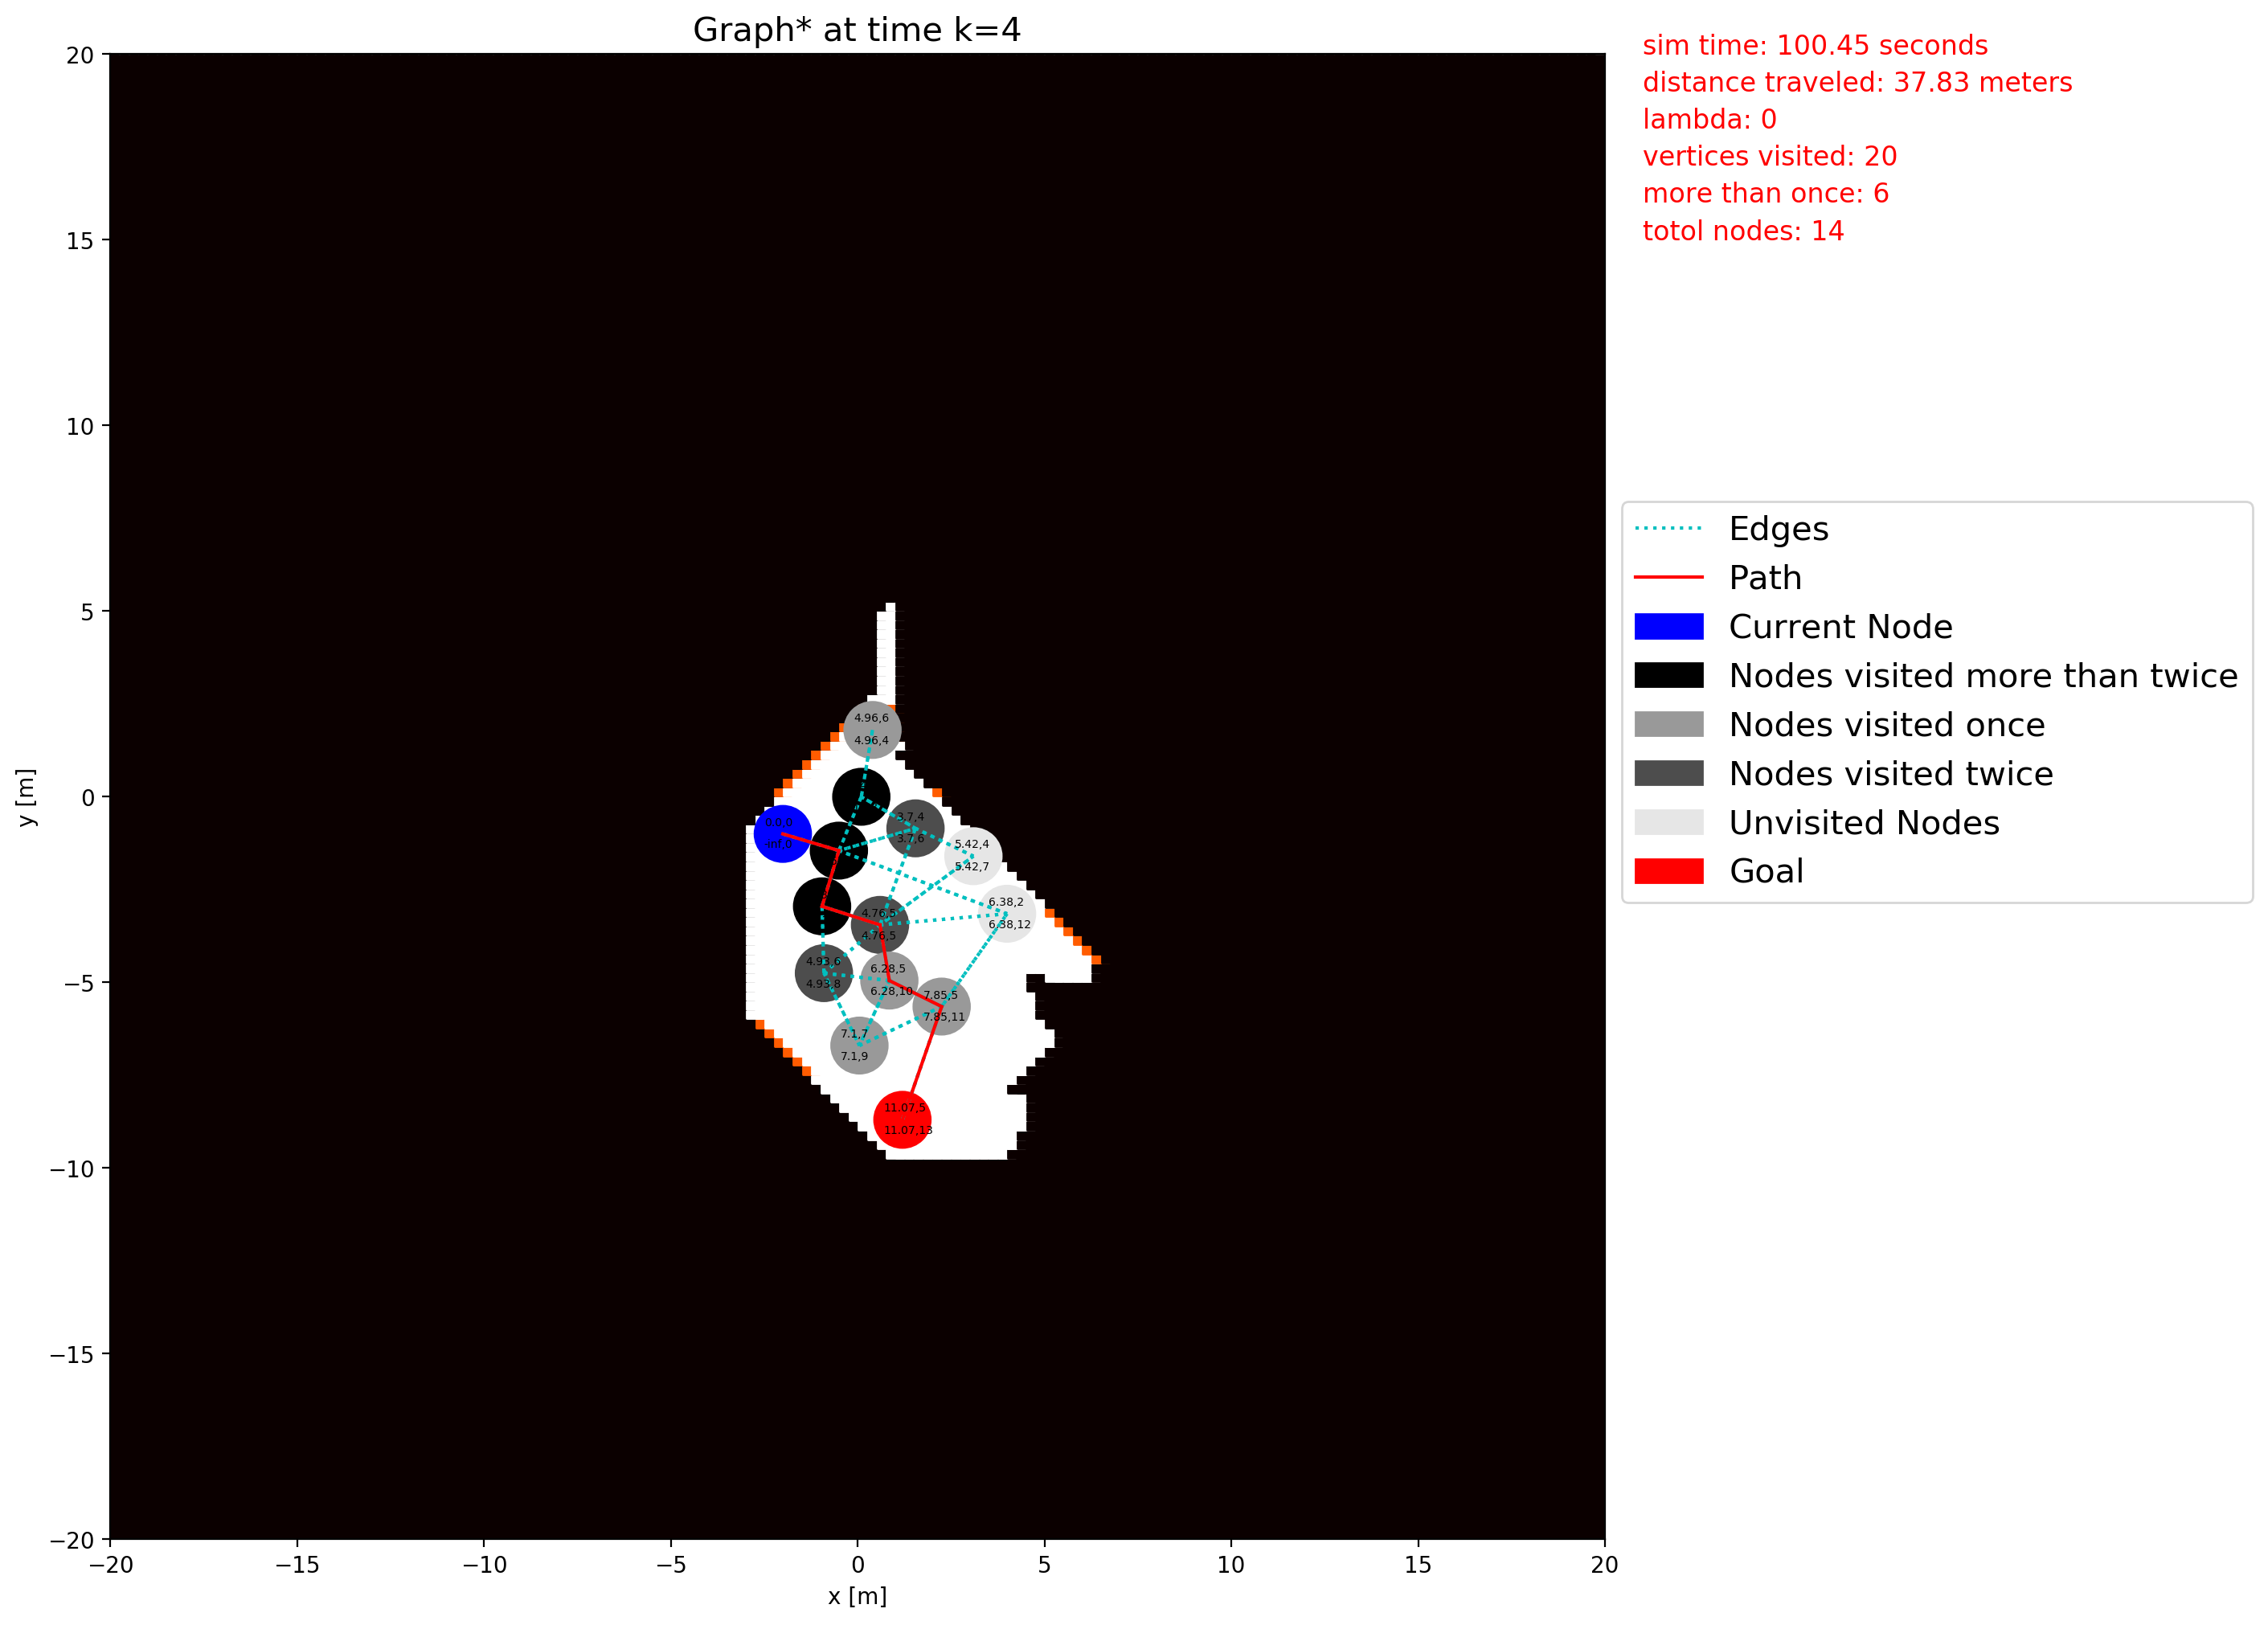 Graph* at time k=4
sim time: 100.45 seconds
distance traveled: 37.83 meters
lambda: 0
vertices visited: 20
more than once: 6
totol nodes: 14
20
15
10
5
0
−5
−10
−15
−20
y [m]
4.96,6
4.96,4
0.0,0
-inf,0
3.7,4
3.7,6
5.42,4
5.42,7
6.38,2
6.38,12
4.76,5
4.76,5
4.93,6
4.93,8
6.28,5
6.28,10
7.85,5
7.85,11
7.1,7
7.1,9
11.07,5
11.07,13
Edges
Path
Current Node
Nodes visited more than twice
Nodes visited once
Nodes visited twice
Unvisited Nodes
Goal
−20
−15
−10
−5
0
5
10
15
20
x [m]